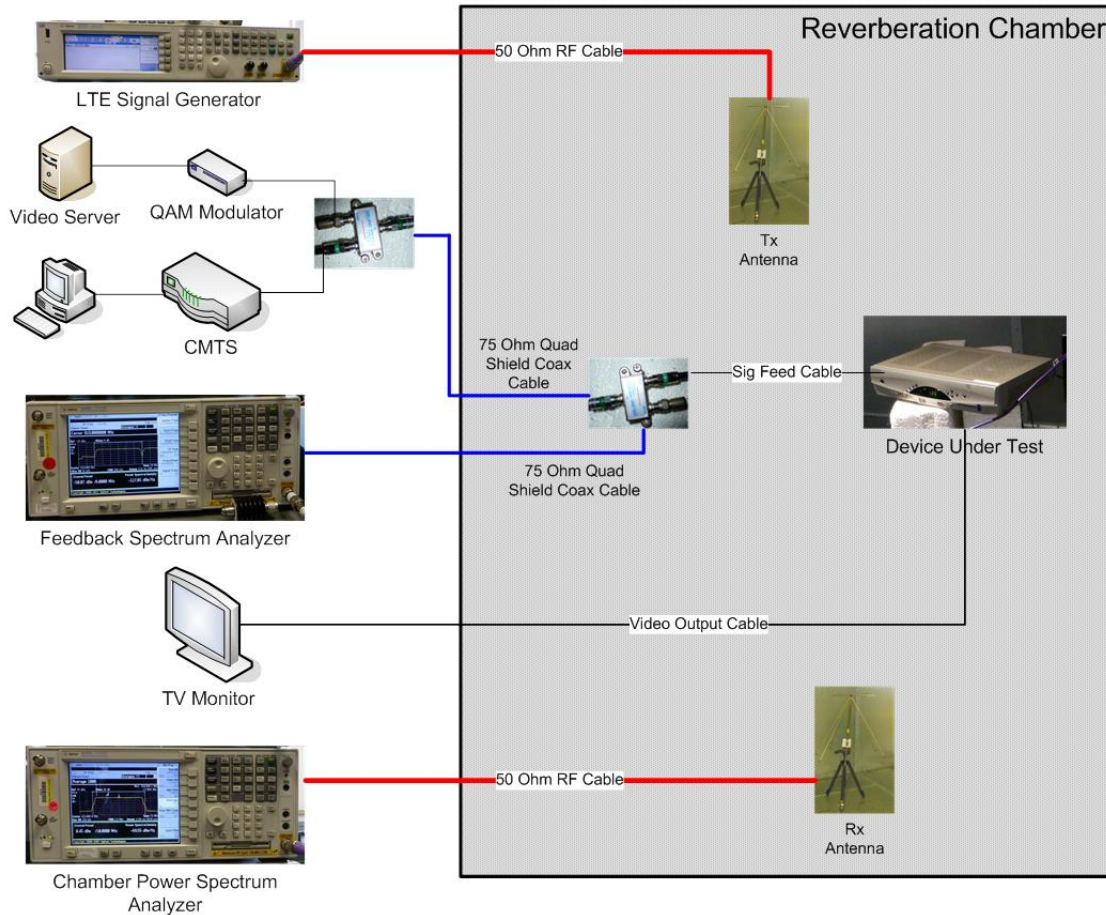 Reverberation Chamber
50 Ohm RF Cable
LTE Signal Generator
Video Server
QAM Modulator
Tx
Antenna
CMTS
75 Ohm Quad
Shield Coax
Cable
Sig Feed Cable
Device Under Test
75 Ohm Quad
Shield Coax Cable
Feedback Spectrum Analyzer
Video Output Cable
TV Monitor
50 Ohm RF Cable
Rx
Antenna
Chamber Power Spectrum
Analyzer